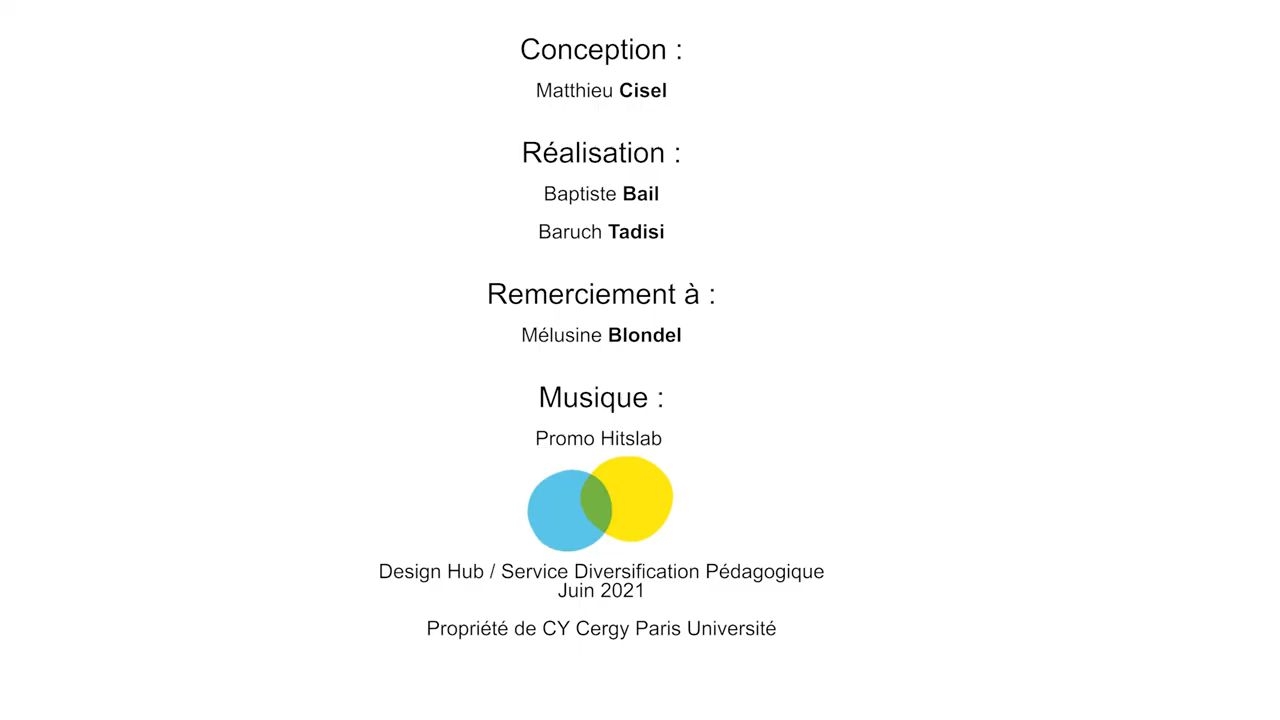 Conception :
Matthieu Cisel
Réalisation :
Baptiste Bail
Baruch Tadisi
Remerciement à :
Mélusine Blondel
Musique :
Promo Hitslab
Design Hub / Service Diversification Pédagogique
Juin 2021
Propriété de CY Cergy Paris Université